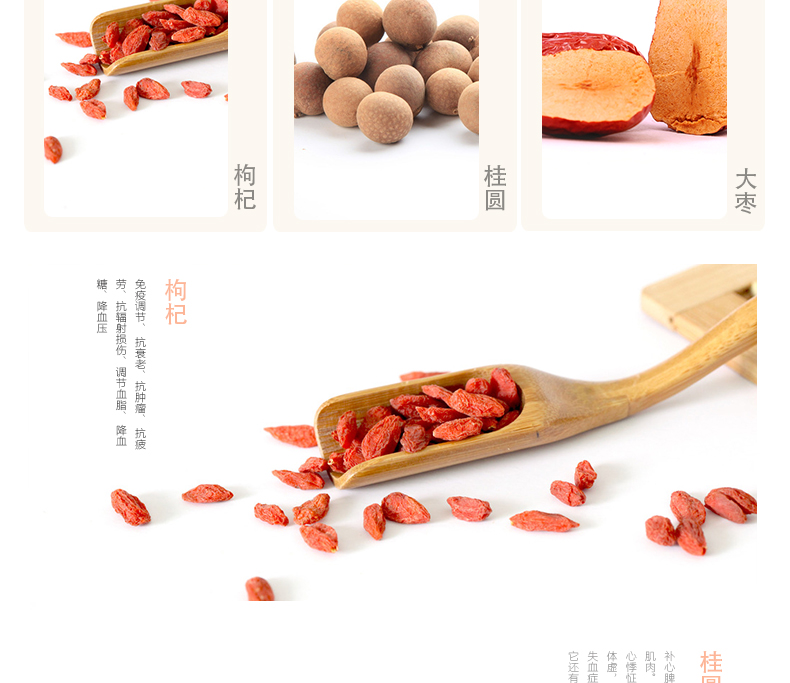 枸杞
桂圆
大枣
枸杞
免疫调节、抗衰老、抗肿瘤、抗疲
劳、抗辐射损伤、调节血脂、降血
糖、降血压
桂圆
补心脾
肌肉。
心悸怔
体虚，
失血症
它还有